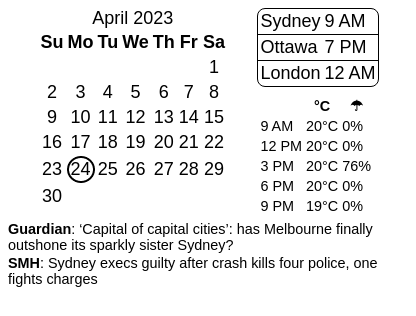 April 2023
Su Mo Tu We Th Fr Sa
1
2 3 4 5 6 7 8
9 10 11 12 13 14 15
16 17 18 19 20 21 22
23 24 25 26 27 28 29
30
Sydney 9 AM
Ottawa 7 PM
London 12 AM
°C ☂
9 AM 20°C 0%
12 PM 20°C 0%
3 PM 20°C 76%
6 PM 20°C 0%
9 PM 19°C 0%
Guardian: ‘Capital of capital cities’: has Melbourne finally
outshone its sparkly sister Sydney?
SMH: Sydney execs guilty after crash kills four police, one
fights charges